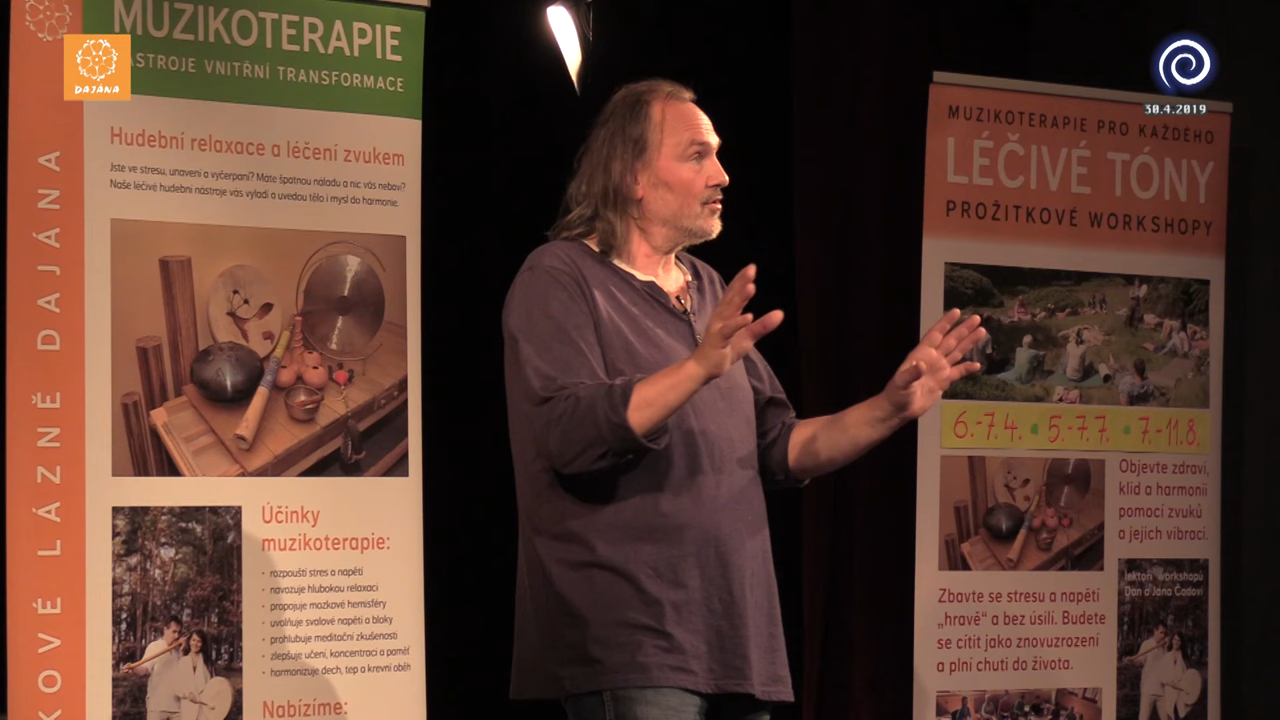 MUZIKOTERAPIE
NÁSTROJE VNITŘNÍ TRANSFORMACE
DAJÁNA
Hudební relaxace a léčení zvukem
Jste ve stresu, unaveni a vyčerpaní? Máte špatnou náladu a nic vás nebaví?
Naše léčivé hudební nástroje vás vyladí a uvedou tělo i mysl do harmonie.
KOVÉ LÁZNĚ DAJÁNA
Účinky
muzikoterapie:
• rozpouští stres a napětí
• navozuje hlubokou relaxaci
• propojuje mozkové hemisféry
• uvolňuje svalové napětí a bloky
• prohlubuje meditační zkušenosti
• zlepšuje učení, koncentraci a paměť
• harmonizuje dech, tep a krevní oběh
Nabízíme:
30.4.2019
MUZIKOTERAPIE PRO KAŽDÉHO
LÉČIVÉ TÓNY
PROŽITKOVÉ WORKSHOPY
6.-7.4. • 5.-7.7. • 7.-11.8.
Objevte zdraví,
klid a harmonii
pomocí zvuků
a jejich vibrací.
lektoři workshopů
Dan a Jana Čadovi
Zbavte se stresu a napětí
„hravě“ a bez úsilí. Budete
se cítit jako znovuzrození
a plní chuti do života.